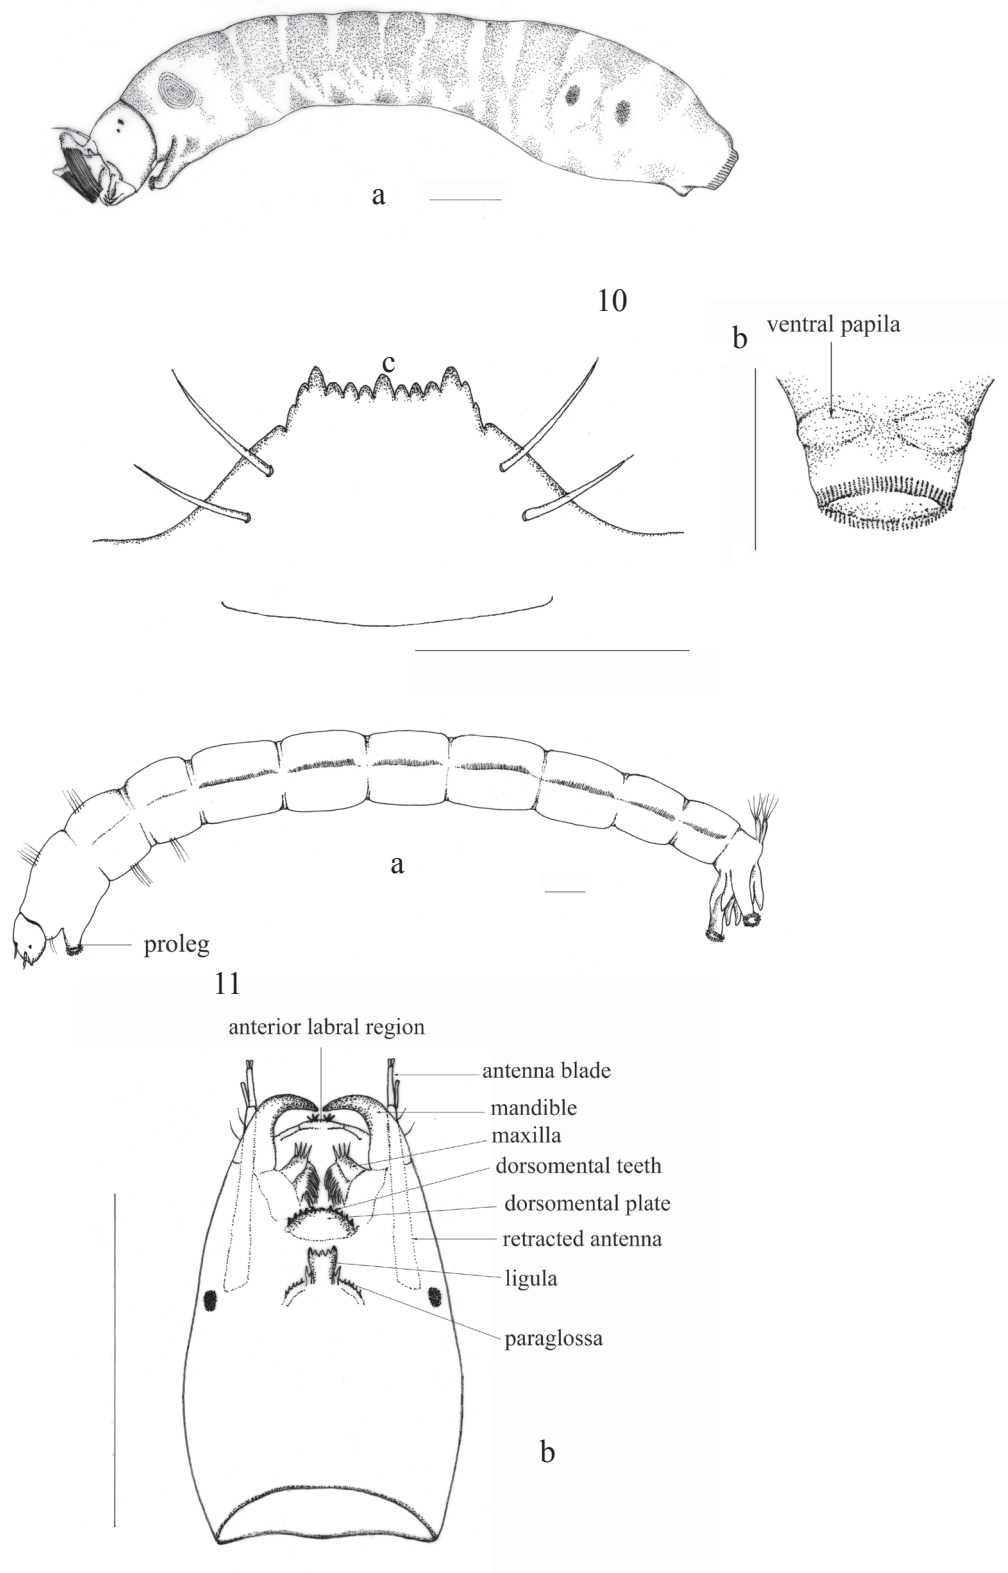 a
10
b
ventral papila
c
a
proleg
11
anterior labral region
antenna blade
mandible
maxilla
dorsomental teeth
dorsomental plate
retracted antenna
ligula
paraglossa
b